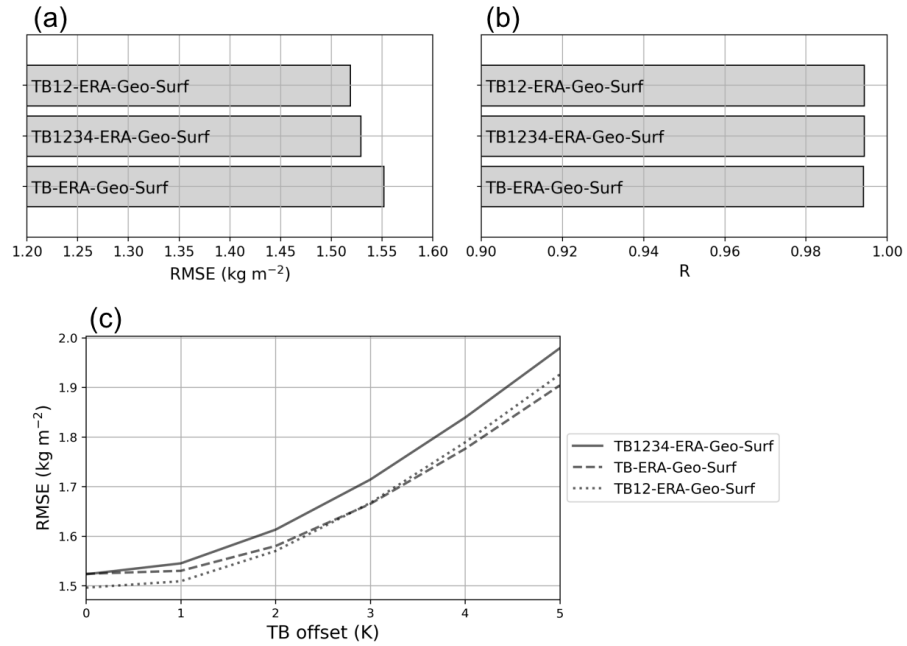 (a)
TB12-ERA-Geo-Surf
TB1234-ERA-Geo-Surf
TB-ERA-Geo-Surf
1.20 1.25 1.30 1.35 1.40 1.45 1.50 1.55 1.60
RMSE (kg m⁻²)
(b)
TB12-ERA-Geo-Surf
TB1234-ERA-Geo-Surf
TB-ERA-Geo-Surf
0.90 0.92 0.94 0.96 0.98 1.00
R
(c)
2.0
1.9
1.8
1.7
1.6
1.5
RMSE (kg m⁻²)
0 1 2 3 4 5
TB offset (K)
TB1234-ERA-Geo-Surf
TB-ERA-Geo-Surf
TB12-ERA-Geo-Surf